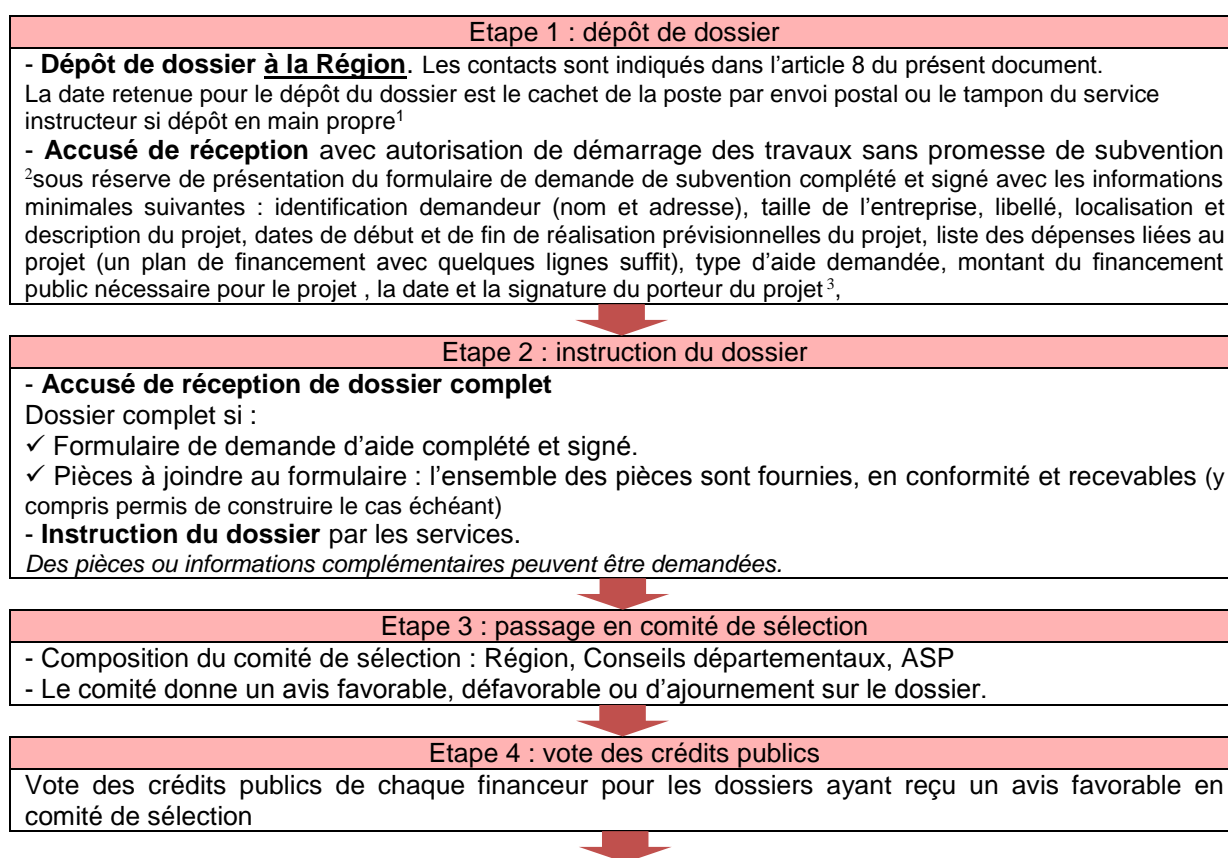 Etape 1 : dépôt de dossier
- Dépôt de dossier à la Région. Les contacts sont indiqués dans l’article 8 du présent document.
La date retenue pour le dépôt du dossier est le cachet de la poste par envoi postal ou le tampon du service
instructeur si dépôt en main propre1
- Accusé de réception avec autorisation de démarrage des travaux sans promesse de subvention
2sous réserve de présentation du formulaire de demande de subvention complété et signé avec les informations
minimales suivantes : identification demandeur (nom et adresse), taille de l’entreprise, libellé, localisation et
description du projet, dates de début et de fin de réalisation prévisionnelles du projet, liste des dépenses liées au
projet (un plan de financement avec quelques lignes suffit), type d’aide demandée, montant du financement
public nécessaire pour le projet , la date et la signature du porteur du projet 3,
Etape 2 : instruction du dossier
- Accusé de réception de dossier complet
Dossier complet si :
✓ Formulaire de demande d’aide complété et signé.
✓ Pièces à joindre au formulaire : l’ensemble des pièces sont fournies, en conformité et recevables (y
compris permis de construire le cas échéant)
- Instruction du dossier par les services.
Des pièces ou informations complémentaires peuvent être demandées.
Etape 3 : passage en comité de sélection
- Composition du comité de sélection : Région, Conseils départementaux, ASP
- Le comité donne un avis favorable, défavorable ou d’ajournement sur le dossier.
Etape 4 : vote des crédits publics
Vote des crédits publics de chaque financeur pour les dossiers ayant reçu un avis favorable en
comité de sélection